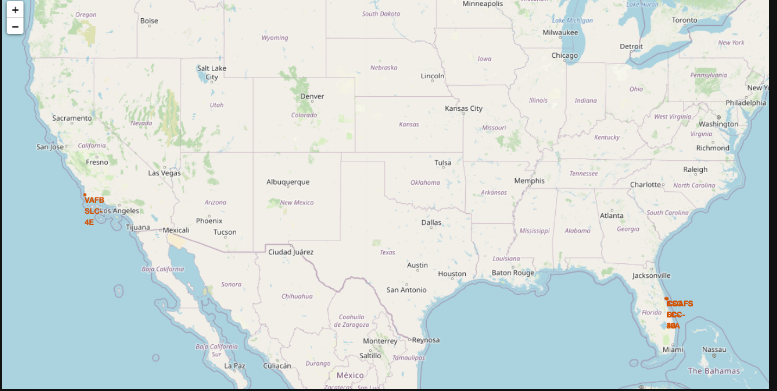 +
−
Minneapolis
Toronto
Oregon
Boise
South Dakota
Lake Michigan
Milwaukee
Detroit
New York
Wyoming
Chicago
Iowa
Salt Lake City
Nebraska
Lincoln
Pennsylvania
Ohio
Illinois
Indiana
Denver
Colorado
Utah
Nevada
Kansas City
Philadelphia
Sacramento
Kansas
Missouri
West Virginia
Washington
Virginia
San Jose
California
Fresno
Kentucky
Richmond
Las Vegas
Tulsa
Raleigh
Albuquerque
Oklahoma
Memphis
Tennessee
Charlotte
North Carolina
VAFB
SLC-
4E
Los Angeles
Arizona
New Mexico
Arkansas
Phoenix
Tucson
Tijuana
Mexicali
Dallas
Mississippi
Alabama
Atlanta
Georgia
South Carolina
Ciudad Juárez
Texas
Louisiana
Austin
Houston
Baton Rouge
Jacksonville
Baja California
Sonora
Chihuahua
San Antonio
Florida
Coahuila de Zaragoza
Monterrey
Reynosa
Saltillo
Tamaulipas
Miami
Nassau
Baja California Sur
La Paz
Culiacán
Durango
México
The Bahamas